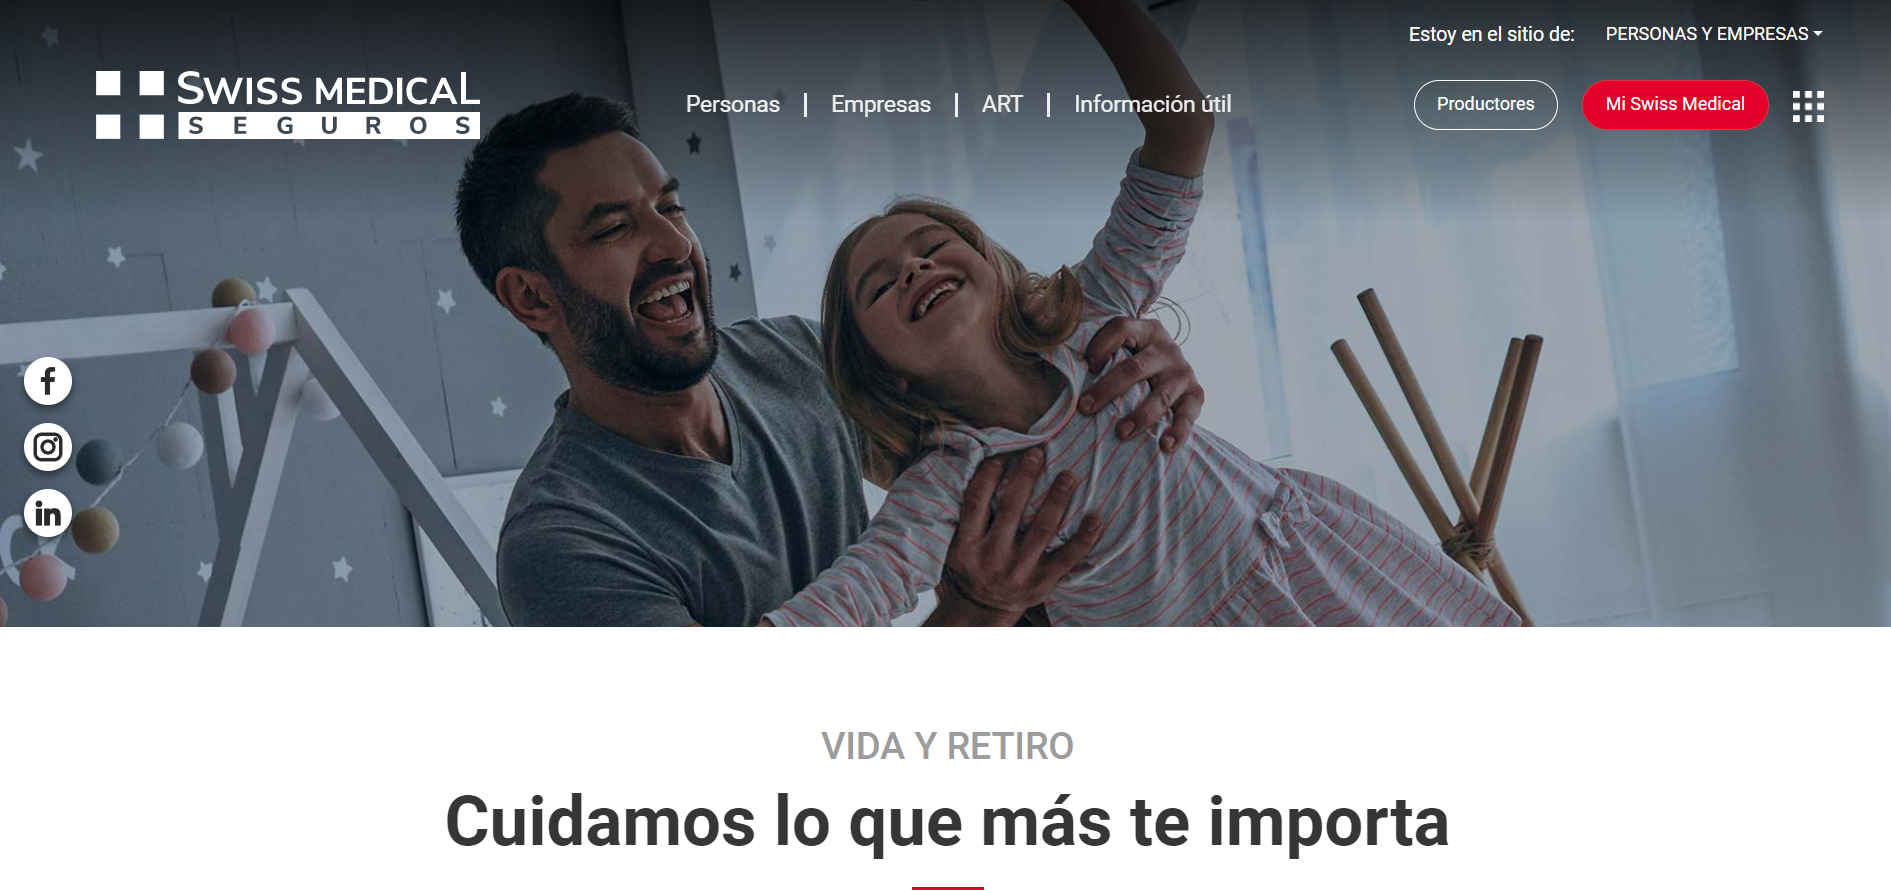 Estoy en el sitio de: PERSONAS Y EMPRESAS
SWISS MEDICAL
SEGUROS
Personas | Empresas | ART | Información útil
Productores
Mi Swiss Medical
VIDA Y RETIRO
Cuidamos lo que más te importa